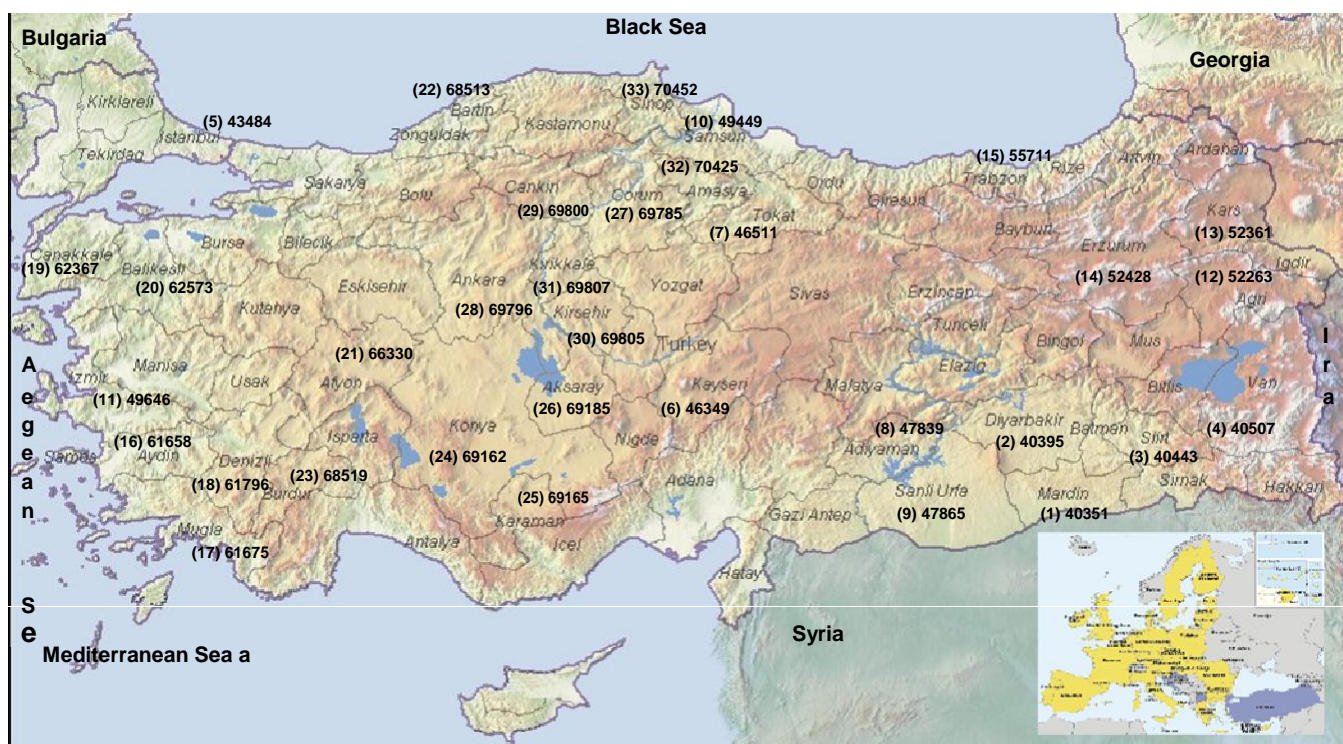 Black Sea
Bulgaria
Georgia
(22) 68513
(33) 70452
Kirklareli
Bartin
Sinop
(5) 43484
Istanbul
Zonguldak
Kastamonu
(10) 49449
Samsun
Tekirdag
(15) 55711
Trabzon
Rize
Artvin
Ardahan
(32) 70425
Sakarya
Bolu
Cankiri
Corum
Amasya
Ordu
Giresun
(29) 69800
(27) 69785
Tokat
(7) 46511
Kars
(13) 52361
Canakkale
Bursa
Bilecik
Bayburt
Erzurum
(19) 62367
Balikesir
(20) 62573
Eskisehir
Ankara
Kirikkale
(31) 69807
Yozgat
Sivas
Erzincan
(14) 52428
(12) 52263
Igdir
Agri
Kutahya
(28) 69796
Kirsehir
(30) 69805
Turkey
Tunceli
Bingol
Mus
(21) 66330
Manisa
Izmir
Usak
Afyon
Aksaray
Kayseri
Malatya
Elazig
Bitlis
Van
(11) 49646
(26) 69185
(6) 46349
(16) 61658
Aydin
Samos
Denizli
Isparta
Konya
Nigde
(8) 47839
Adiyaman
Diyarbakir
(2) 40395
Batman
Siirt
(4) 40507
(18) 61796
Burdur
(23) 68519
(24) 69162
(3) 40443
Sirnak
Hakkari
(25) 69165
Karaman
Adana
Sanli Urfa
(9) 47865
Mardin
(1) 40351
Mugla
(17) 61675
Antalya
Icel
Gazi Antep
Hatay
Aegean Se
Ira
Mediterranean Sea a
Syria